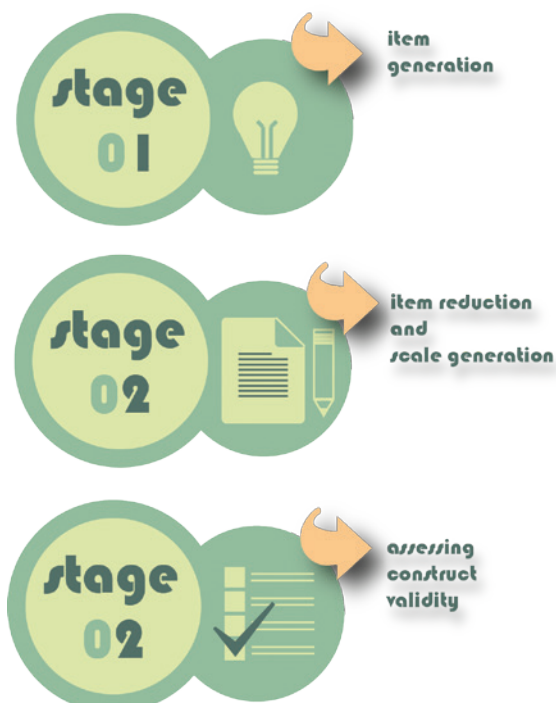 stage
01
item
generation
stage
02
item reduction
and
scale generation
stage
02
assessing
construct
validity